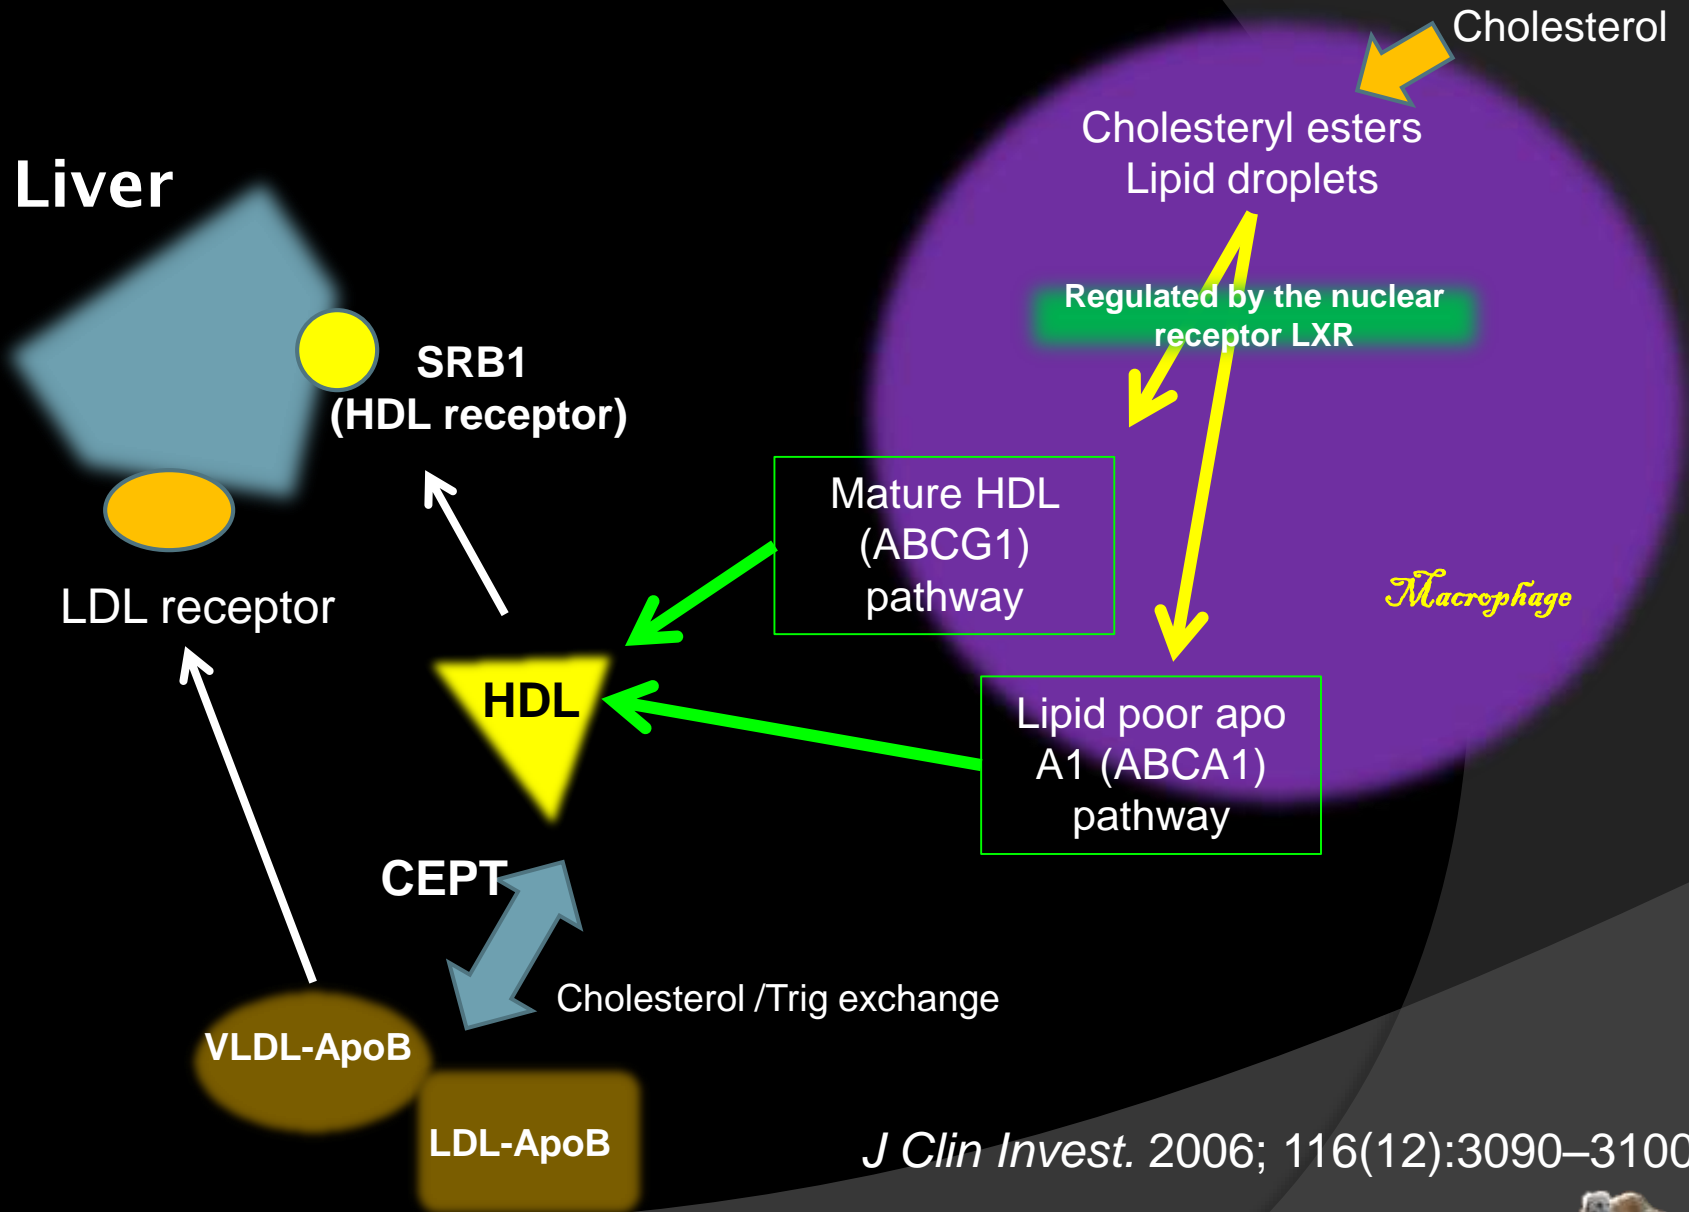 Cholesterol
Cholesteryl esters
Lipid droplets
Liver
Regulated by the nuclear
receptor LXR
SRB1
(HDL receptor)
Mature HDL
(ABCG1)
pathway
Macrophage
LDL receptor
HDL
Lipid poor apo
A1 (ABCA1)
pathway
CEPT
Cholesterol /Trig exchange
VLDL-ApoB
LDL-ApoB
J Clin Invest. 2006; 116(12):3090–3100